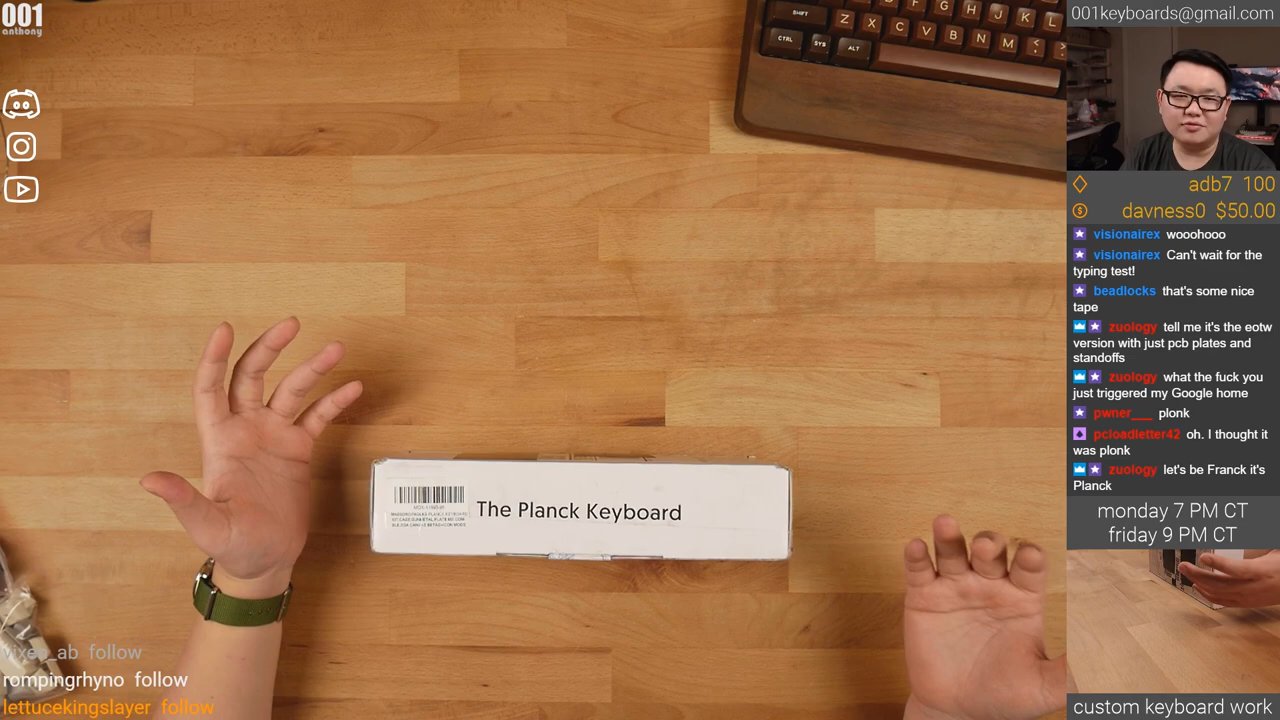 001
anthony
SHIFT
Z X C V B N M < >
F G H J K L
CTRL SYS ALT
The Planck Keyboard
vixen_ab follow
rompingrhyno follow
lettucekingslayer follow
001keyboards@gmail.com
adb7 100
davness0 $50.00
visionairex wooohooo
visionairex Can't wait for the
typing test!
beadlocks that's some nice
tape
zuology tell me it's the eotw
version with just pcb plates and
standoffs
zuology what the fuck you
just triggered my Google home
pwner___ plonk
pcloadletter42 oh. I thought it
was plonk
zuology let's be Franck it's
Planck
monday 7 PM CT
friday 9 PM CT
custom keyboard work